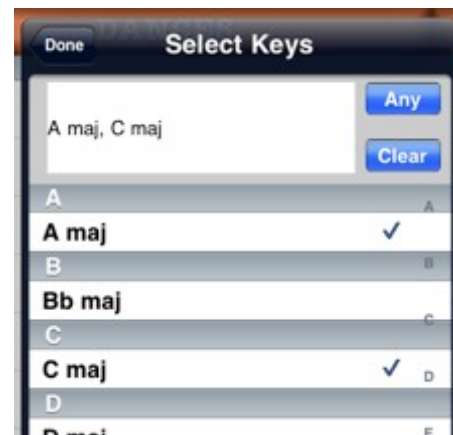 Done
Select Keys
A maj, C maj
Any
Clear
A
A maj
A
B
B
Bb maj
C
C
C maj
D
D